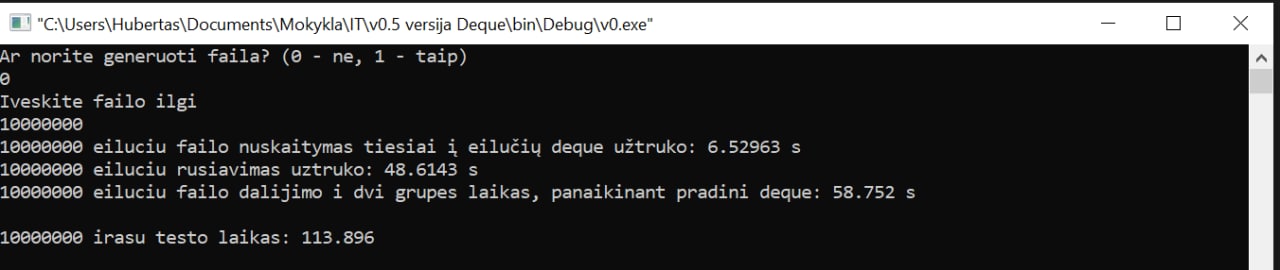 "C:\Users\Hubertas\Documents\Mokykla\IT\v0.5 versija Deque\bin\Debug\v0.exe"
Ar norite generuoti faila? (0 - ne, 1 - taip)
0
Iveskite failo ilgi
10000000
10000000 eiluciu failo nuskaitymas tiesiai į eilučių deque užtruko: 6.52963 s
10000000 eiluciu rusiavimas uztruko: 48.6143 s
10000000 eiluciu failo dalijimo i dvi grupes laikas, panaikinant pradini deque: 58.752 s
10000000 irasu testo laikas: 113.896